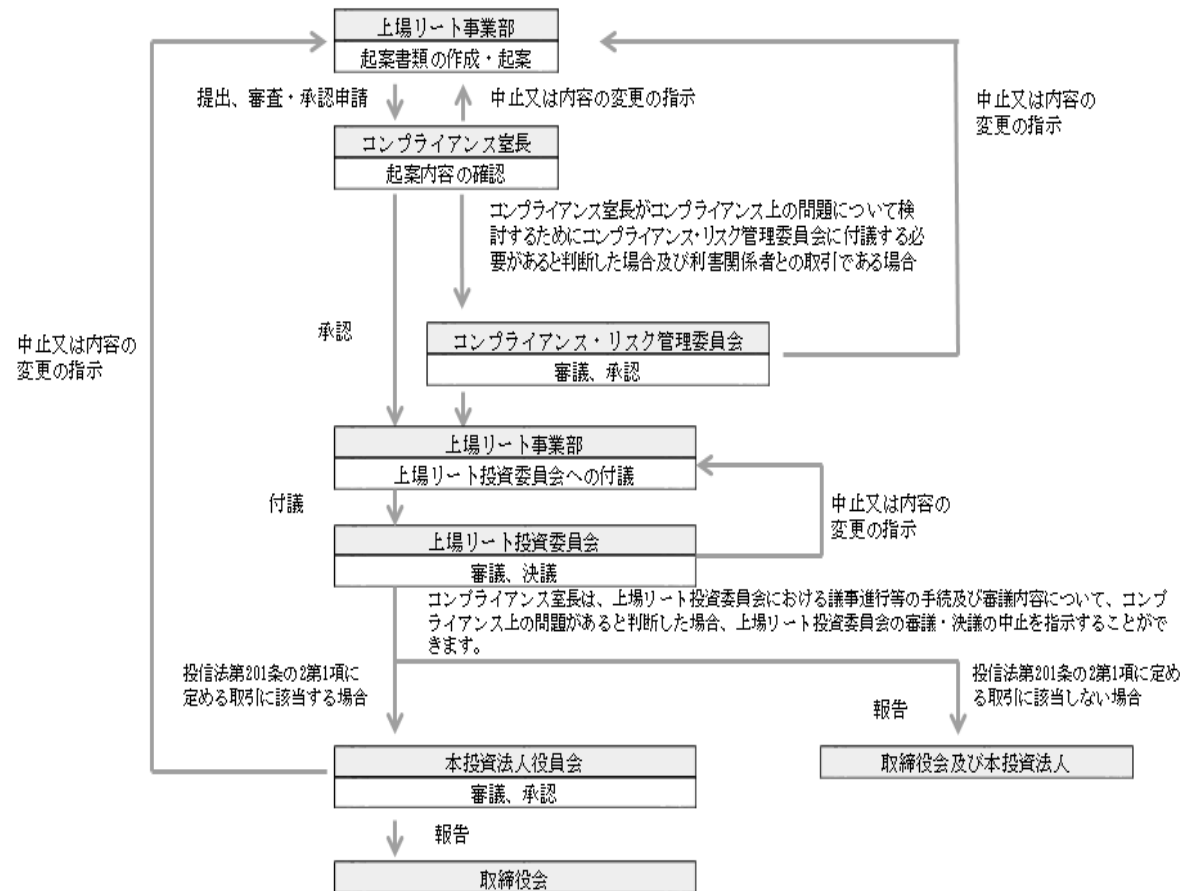 上場リート事業部
起案書類の作成・起案
提出、審査・承認申請
中止又は内容の変更の指示
中止又は内容の
変更の指示
コンプライアンス室長
起案内容の確認
コンプライアンス室長がコンプライアンス上の問題について検
討するためにコンプライアンス・リスク管理委員会に付議する必
要があると判断した場合及び利害関係者との取引である場合
承認
中止又は内容の
変更の指示
コンプライアンス・リスク管理委員会
審議、承認
上場リート事業部
上場リート投資委員会への付議
付議
中止又は内容の
変更の指示
上場リート投資委員会
審議、決議
コンプライアンス室長は、上場リート投資委員会における議事進行等の手続及び審議内容について、コンプ
ライアンス上の問題があると判断した場合、上場リート投資委員会の審議・決議の中止を指示することがで
きます。
投信法第201条の2第1項に
定める取引に該当する場合
投信法第201条の2第1項に定め
る取引に該当しない場合
報告
本投資法人役員会
審議、承認
取締役会及び本投資法人
報告
取締役会